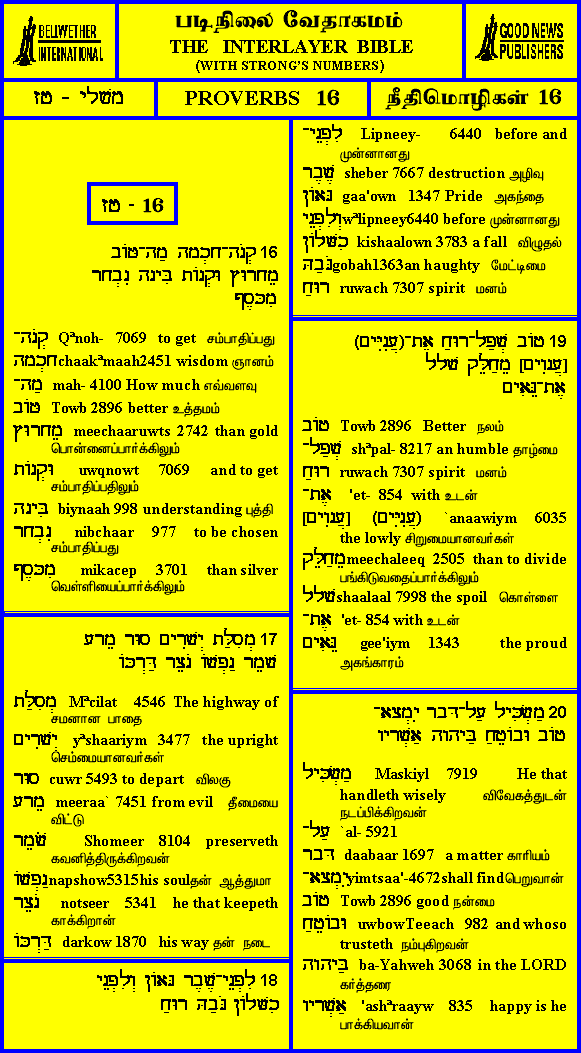 BELLWETHER
INTERNATIONAL
படிநிலை வேதாகமம்
THE INTERLAYER BIBLE
(WITH STRONG'S NUMBERS)
GOOD NEWS
PUBLISHERS
משלי - טז
PROVERBS 16
நீதிமொழிகள் 16
16 - טז
16 קְנֹה־חָכְמָה מַה־טּוֹב
מֵחָרוּץ וּקְנוֹת בִּינָה נִבְחָר
מִכָּסֶף
קְנֹה־ Qªnoh- 7069 to get சம்பாதிப்பது
חָכְמָה chaakªmaah2451 wisdom ஞானம்
מַה־ mah- 4100 How much எவ்வளவு
טּוֹב Towb 2896 better உத்தமம்
מֵחָרוּץ meechaaruwts 2742 than gold
பொன்னைப்பார்க்கிலும்
וּקְנוֹת uwqnowt 7069 and to get
சம்பாதிப்பதிலும்
בִּינָה biynaah 998 understanding புத்தி
נִבְחָר nibchaar 977 to be chosen
சம்பாதிப்பது
מִכָּסֶף mikacep 3701 than silver
வெள்ளியைப்பார்க்கிலும்
17 מְסִלַּת יְשָׁרִים סוּר מֵרָע
שֹׁמֵר נַפְשׁוֹ נֹצֵר דַּרְכּוֹ
מְסִלַּת Mªcilat 4546 The highway of
சமனான பாதை
יְשָׁרִים yªshaariym 3477 the upright
செம்மையானவர்கள்
סוּר cuwr 5493 to depart விலகு
מֵרָע meeraa` 7451 from evil தீமையை
விட்டு
שֹׁמֵר Shomeer 8104 preserveth
கவனித்திருக்கிறவன்
נַפְשׁוֹ napshow5315his soulதன் ஆத்துமா
נֹצֵר notseer 5341 he that keepeth
காக்கிறான்
דַּרְכּוֹ darkow 1870 his way தன் நடை
18 לִפְנֵי־שֶׁבֶר גָּאוֹן וְלִפְנֵי
כִשָּׁלוֹן גֹּבַהּ רוּחַ
לִפְנֵי־ Lipneey- 6440 before and
முன்னானது
שֶׁבֶר sheber 7667 destruction அழிவு
גָּאוֹן gaa'own 1347 Pride அகந்தை
וְלִפְנֵי wªlipneey6440 before முன்னானது
כִשָּׁלוֹן kishaalown 3783 a fall விழுதல்
גֹּבַהּ gobah1363an haughty மேட்டிமை
רוּחַ ruwach 7307 spirit மனம்
19 טוֹב שְׁפַל־רוּחַ אֶת־(עֲנִיִּים)
[עֲנָוִים] מֵחַלֵּק שָׁלָל
אֶת־גֵּאִים
טוֹב Towb 2896 Better நலம்
שְׁפַל־ shªpal- 8217 an humble தாழ்மை
רוּחַ ruwach 7307 spirit மனம்
אֶת־ 'et- 854 with உடன்
[עֲנָוִים] (עֲנִיִּים) `anaawiym 6035
the lowly சிறுமையானவர்கள்
מֵחַלֵּק meechaleeq 2505 than to divide
பங்கிடுவதைப்பார்க்கிலும்
שָׁלָל shaalaal 7998 the spoil கொள்ளை
אֶת־ 'et- 854 with உடன்
גֵּאִים gee'iym 1343 the proud
அகங்காரம்
20 מַשְׂכִּיל עַל־דָּבָר יִמְצָא־
טוֹב וּבוֹטֵחַ בַּיהוָה אַשְׁרָיו
מַשְׂכִּיל Maskiyl 7919 He that
handleth wisely விவேகத்துடன்
நடப்பிக்கிறவன்
עַל־ `al- 5921
דָּבָר daabaar 1697 a matter காரியம்
יִמְצָא־ yimtsaa'-4672shall findபெறுவான்
טוֹב Towb 2896 good நன்மை
וּבוֹטֵחַ uwbowTeeach 982 and whoso
trusteth நம்புகிறவன்
בַּיהוָה ba-Yahweh 3068 in the LORD
கர்த்தரை
אַשְׁרָיו 'ashªraayw 835 happy is he
பாக்கியவான்